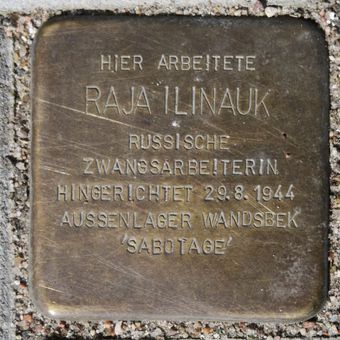 HIER ARBEITETE
RAJA ILINAUK
RUSSISCHE
ZWANGSARBEITERIN
HINGERICHTET 29.8.1944
AUSSENLAGER WANDSBEK
'SABOTAGE'